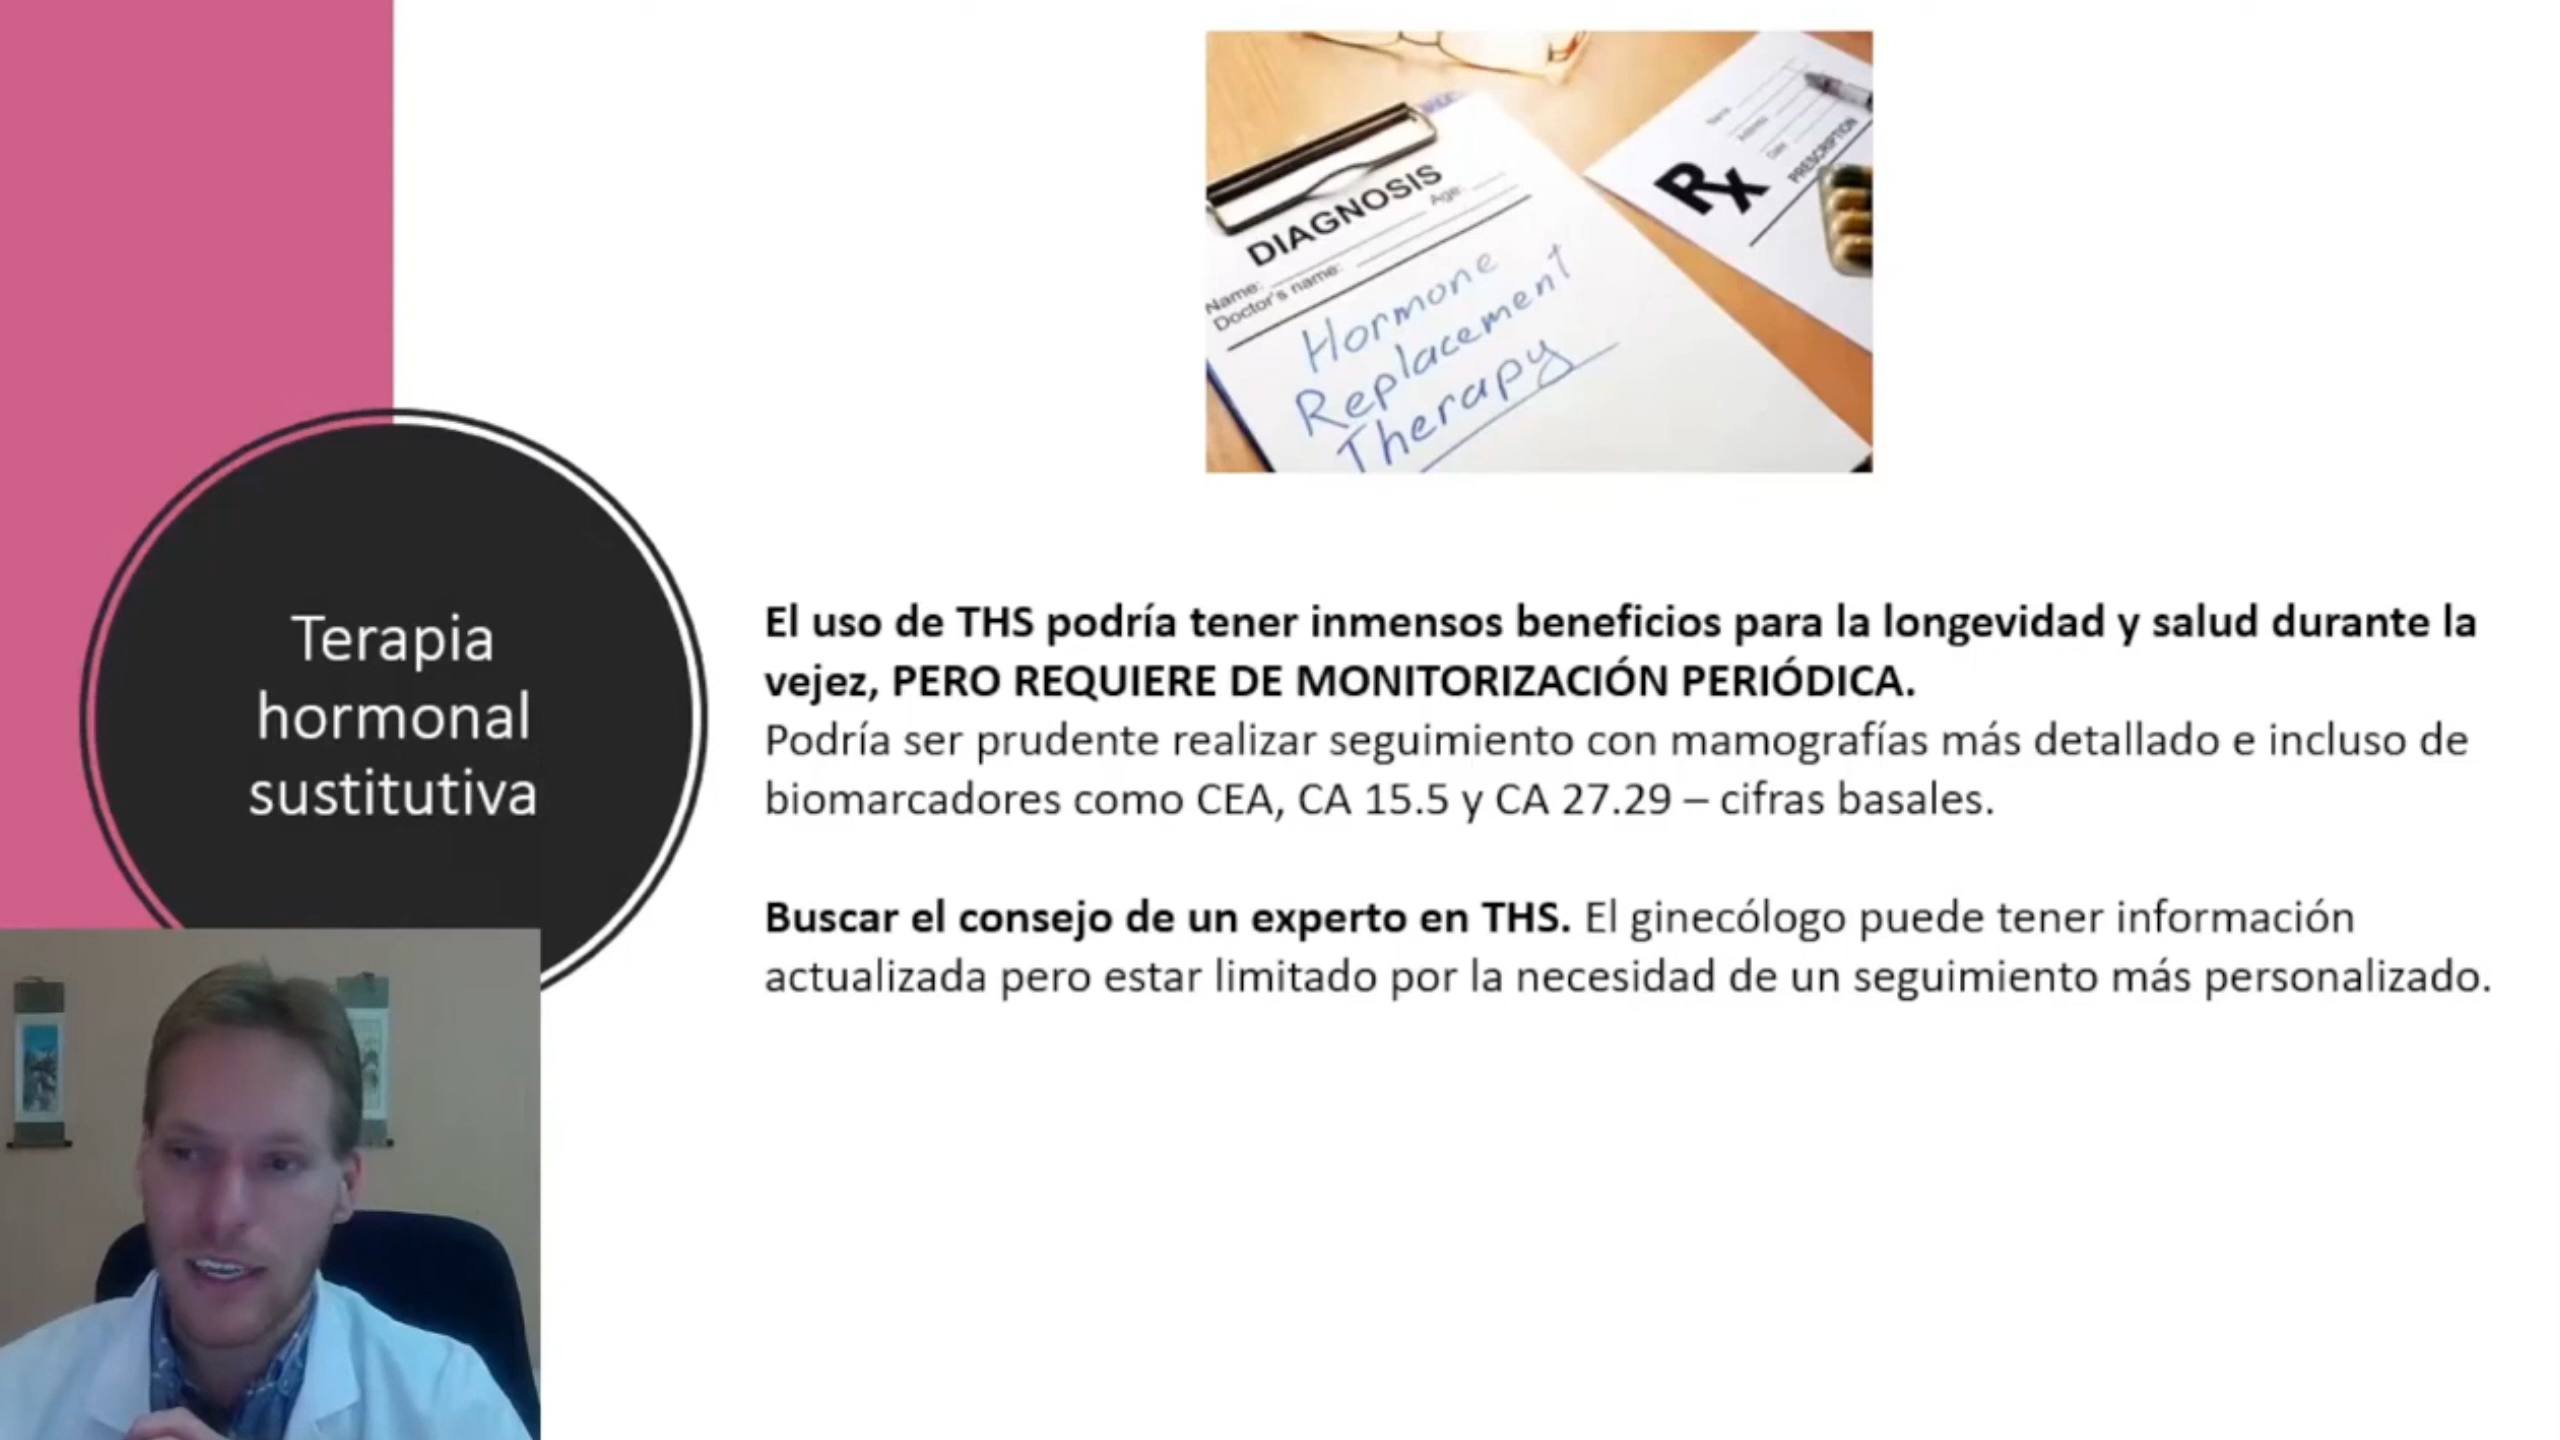 DIAGNOSIS
Age:
Name:
Doctor's name:
Hormone
Replacement
Therapy
Rx
Name
Address
Date
PRESCRIPTION
Terapia
hormonal
sustitutiva
El uso de THS podría tener inmensos beneficios para la longevidad y salud durante la
vejez, PERO REQUIERE DE MONITORIZACIÓN PERIÓDICA.
Podría ser prudente realizar seguimiento con mamografías más detallado e incluso de
biomarcadores como CEA, CA 15.5 y CA 27.29 – cifras basales.
Buscar el consejo de un experto en THS. El ginecólogo puede tener información
actualizada pero estar limitado por la necesidad de un seguimiento más personalizado.